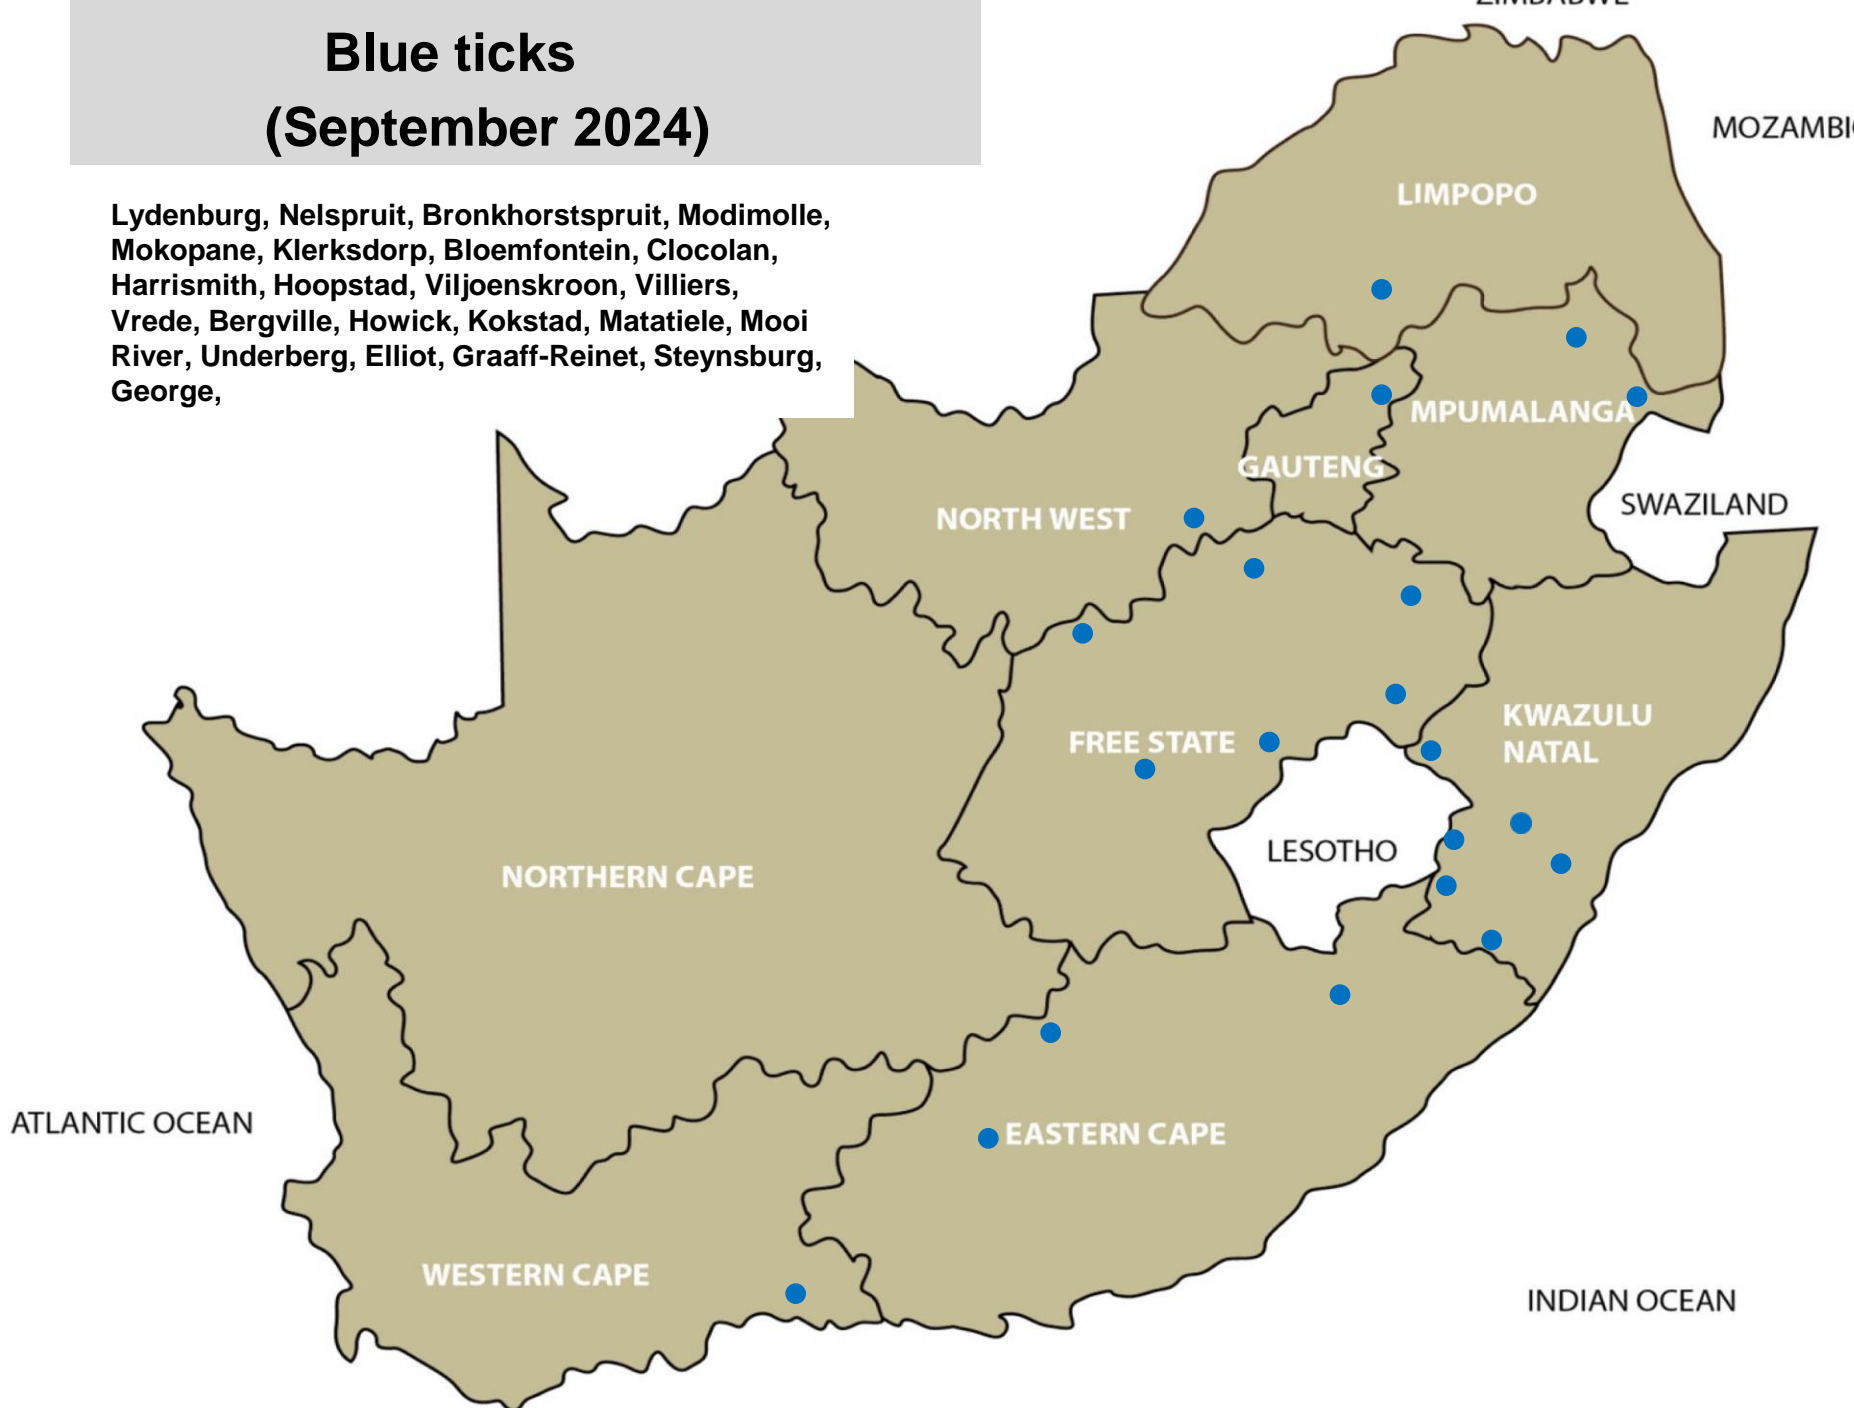 Blue ticks
(September 2024)
Lydenburg, Nelspruit, Bronkhorstspruit, Modimolle,
Mokopane, Klerksdorp, Bloemfontein, Clocolan,
Harrismith, Hoopstad, Viljoenskroon, Villiers,
Vrede, Bergville, Howick, Kokstad, Matatiele, Mooi
River, Underberg, Elliot, Graaff-Reinet, Steynsburg,
George,
ZIMBABWE
MOZAMBI
LIMPOPO
MPUMALANGA
GAUTENG
SWAZILAND
NORTH WEST
KWAZULU
NATAL
FREE STATE
LESOTHO
NORTHERN CAPE
ATLANTIC OCEAN
EASTERN CAPE
WESTERN CAPE
INDIAN OCEAN